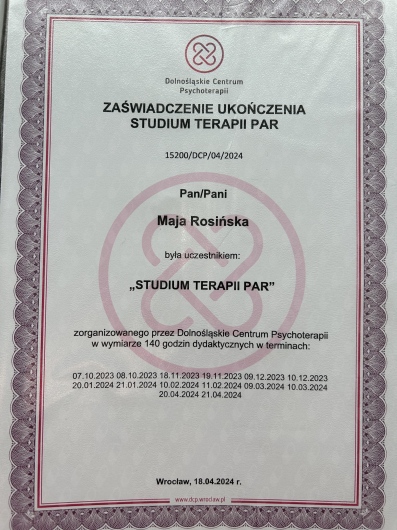 Dolnośląskie Centrum
Psychoterapii
ZAŚWIADCZENIE UKOŃCZENIA
STUDIUM TERAPII PAR
15200/DCP/04/2024
Pan/Pani
Maja Rosińska
była uczestnikiem:
„STUDIUM TERAPII PAR”
zorganizowanego przez Dolnośląskie Centrum Psychoterapii
w wymiarze 140 godzin dydaktycznych w terminach:
07.10.2023 08.10.2023 18.11.2023 19.11.2023 09.12.2023 10.12.2023
20.01.2024 21.01.2024 10.02.2024 11.02.2024 09.03.2024 10.03.2024
20.04.2024 21.04.2024
Wrocław, 18.04.2024 r.
www.dcp.wroclaw.pl